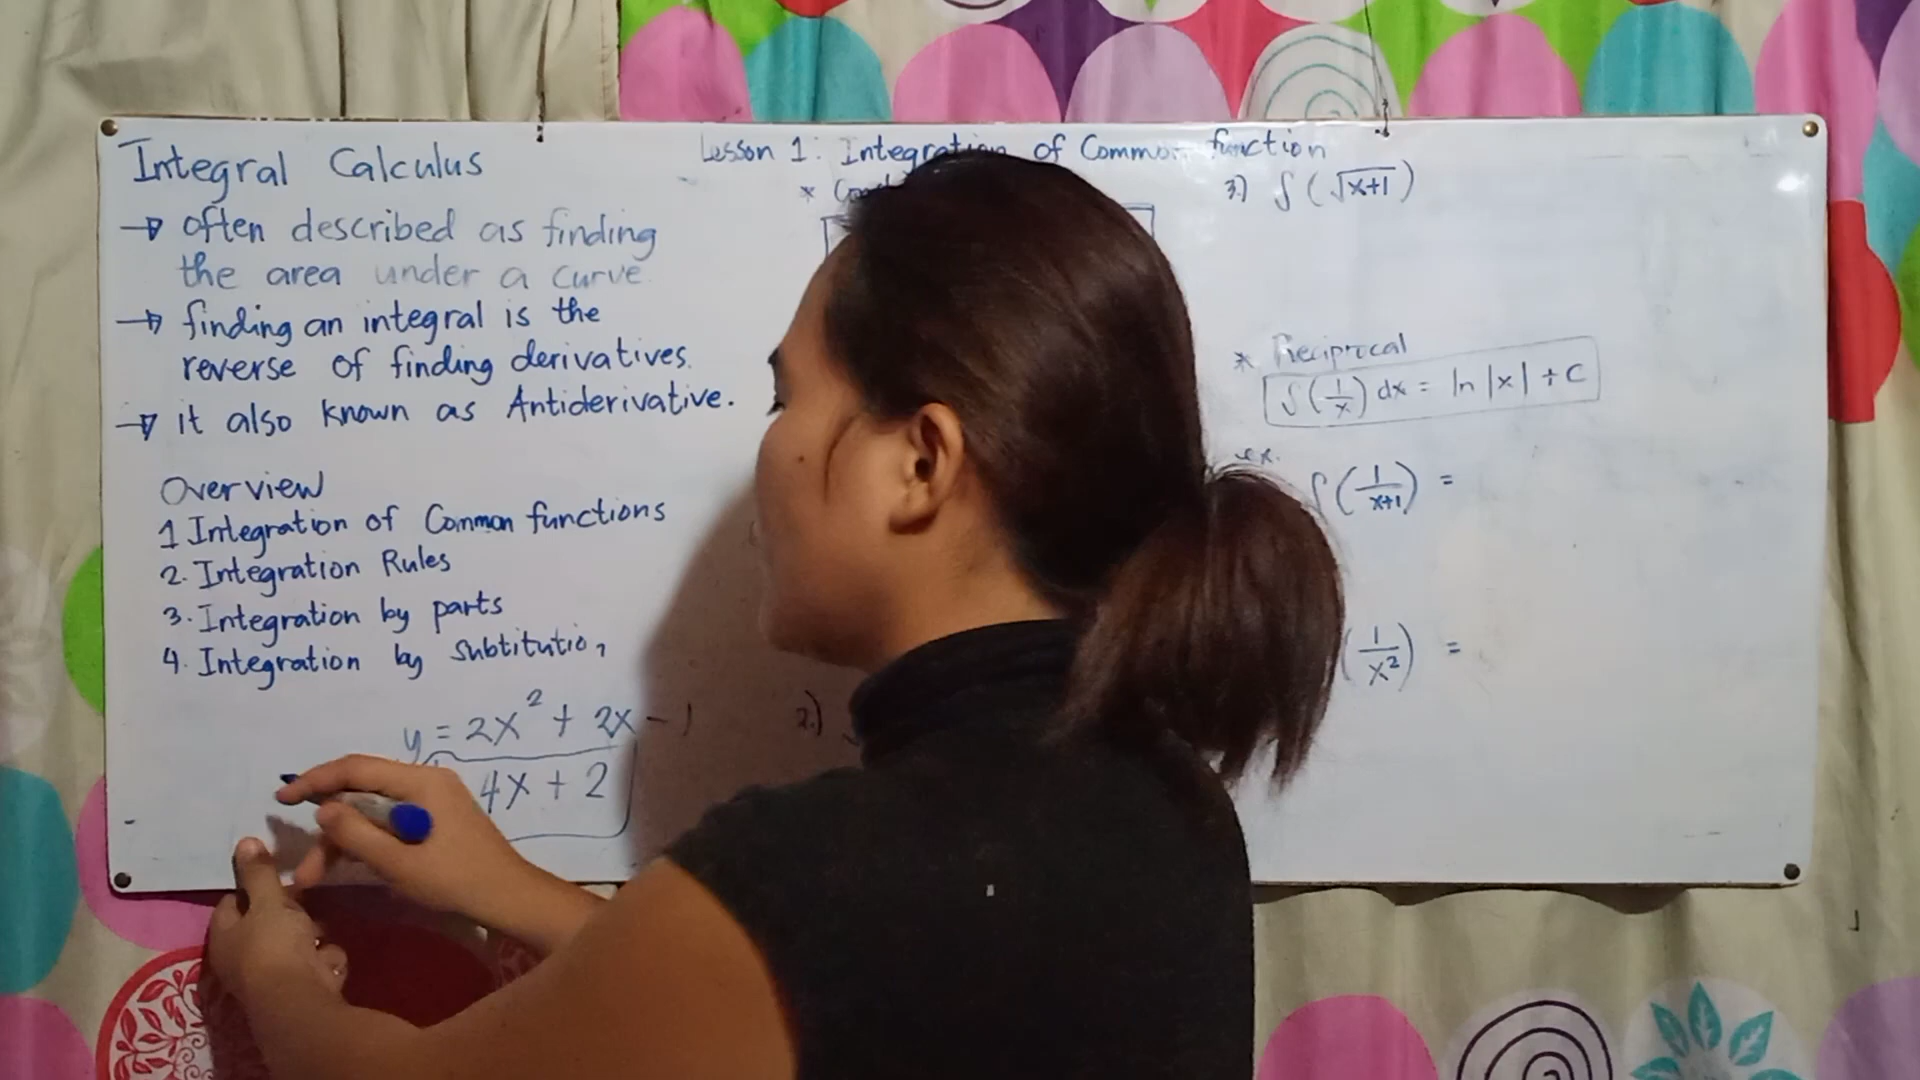 Integral Calculus
often described as finding
the area under a curve.
finding an integral is the
reverse of finding derivatives.
it also known as Antiderivative.
Overview
1 Integration of Common functions
2. Integration Rules
3. Integration by parts
4. Integration by Subtitution
y = 2x² + 2x - 1
4x + 2
Lesson 1: Integration of Common function
2.)
3.) ∫(√x+1)
* Reciprocal
∫(1/x) dx = ln |x| + C
ex.
∫(1/x+1) =
(1/x²) =